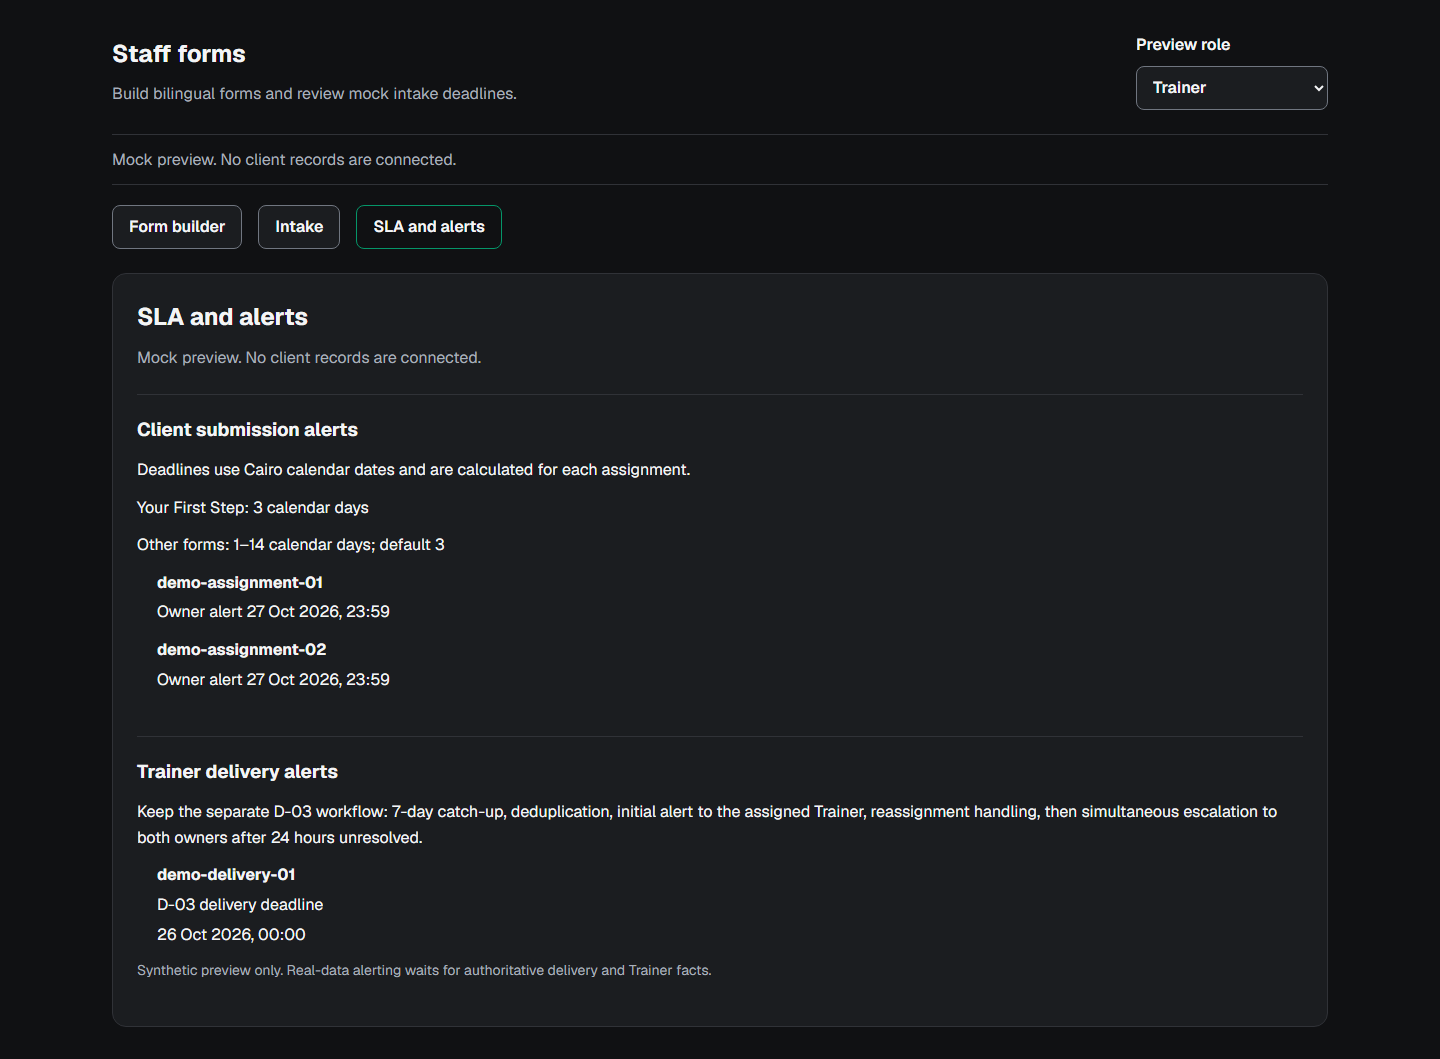 Staff forms
Build bilingual forms and review mock intake deadlines.
Preview role
Trainer
Mock preview. No client records are connected.
Form builder
Intake
SLA and alerts
SLA and alerts
Mock preview. No client records are connected.
Client submission alerts
Deadlines use Cairo calendar dates and are calculated for each assignment.
Your First Step: 3 calendar days
Other forms: 1–14 calendar days; default 3
demo-assignment-01
Owner alert 27 Oct 2026, 23:59
demo-assignment-02
Owner alert 27 Oct 2026, 23:59
Trainer delivery alerts
Keep the separate D-03 workflow: 7-day catch-up, deduplication, initial alert to the assigned Trainer, reassignment handling, then simultaneous escalation to
both owners after 24 hours unresolved.
demo-delivery-01
D-03 delivery deadline
26 Oct 2026, 00:00
Synthetic preview only. Real-data alerting waits for authoritative delivery and Trainer facts.